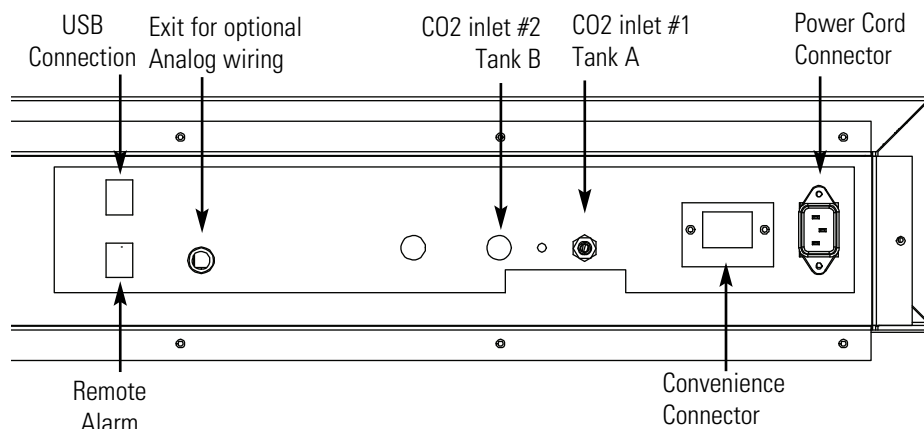 USB
Connection
Exit for optional
Analog wiring
CO2 inlet #2
Tank B
CO2 inlet #1
Tank A
Power Cord
Connector
Remote
Alarm
Convenience
Connector